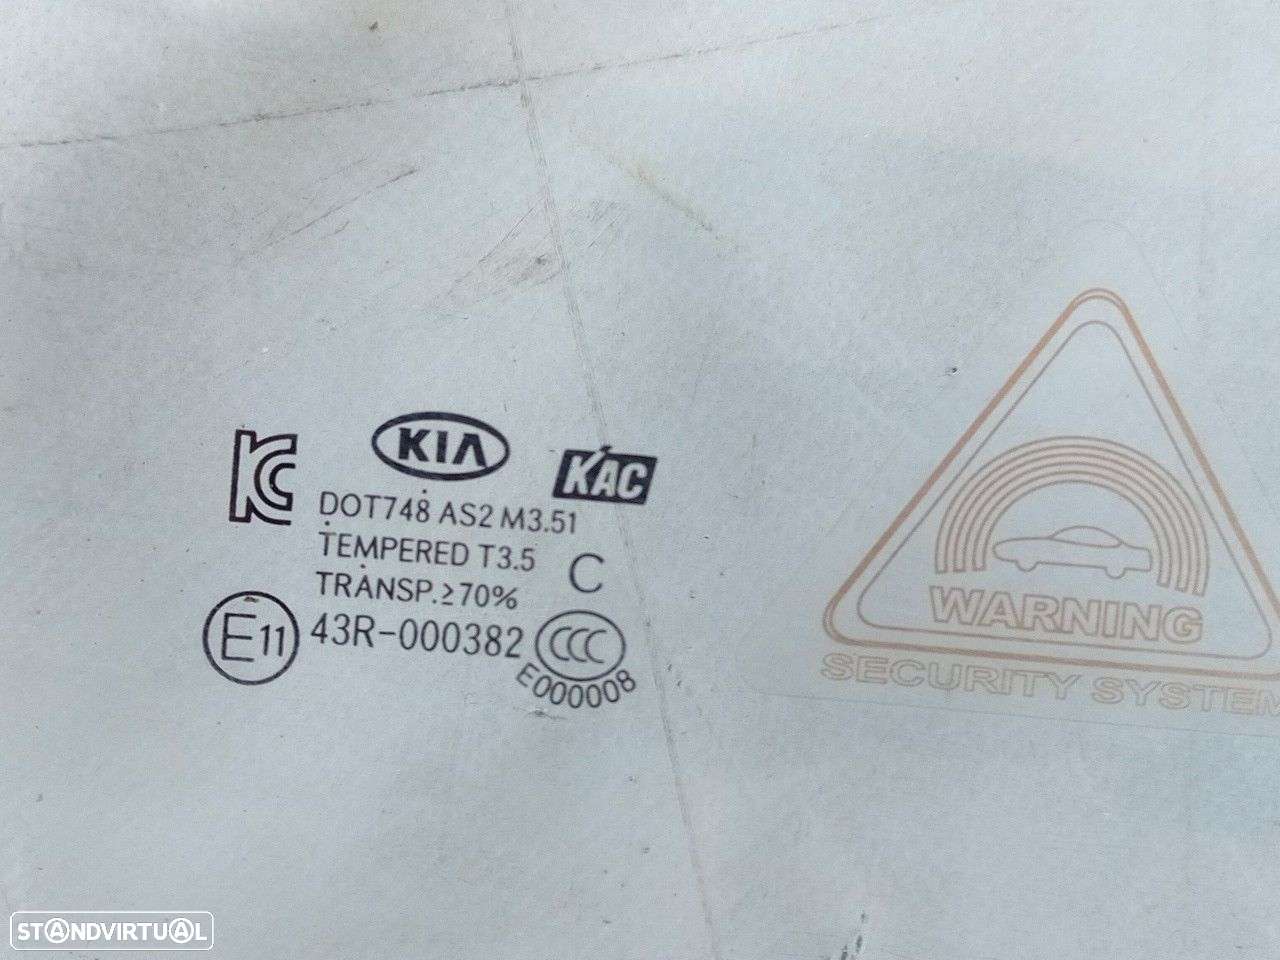 KC KIA KAC
DOT748 AS2 M3.51
TEMPERED T3.5 C
TRANSP.≥70%
E11 43R-000382 CCC
E000008
WARNING
SECURITY SYSTEM
STANDVIRTUAL